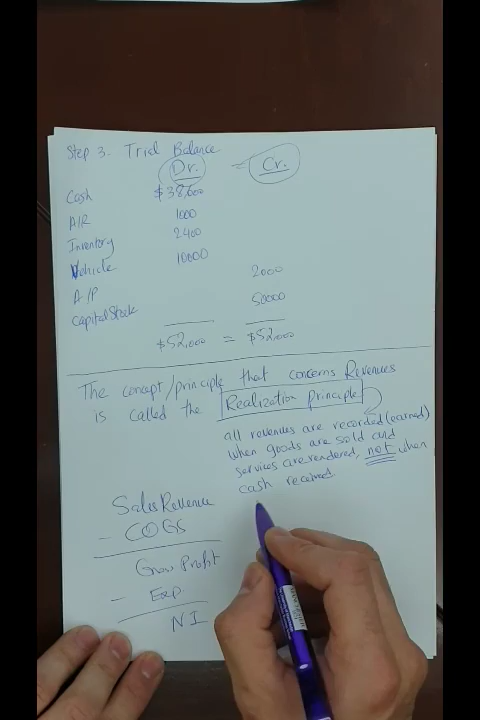 Step 3. Trial Balance
Dr. = Cr.
Cash $38,600
A/R 1000
Inventory 2400
Vehicle 10000
A/P 2000
Capital Stock 50000
$52,000 = $52,000
The concept/principle that concerns Revenues
is called the Realization principle
all revenues are recorded (earned)
when goods are sold and
services are rendered, not when
cash received.
Sales Revenue
- COGS
Gross Profit
- Exp.
NI